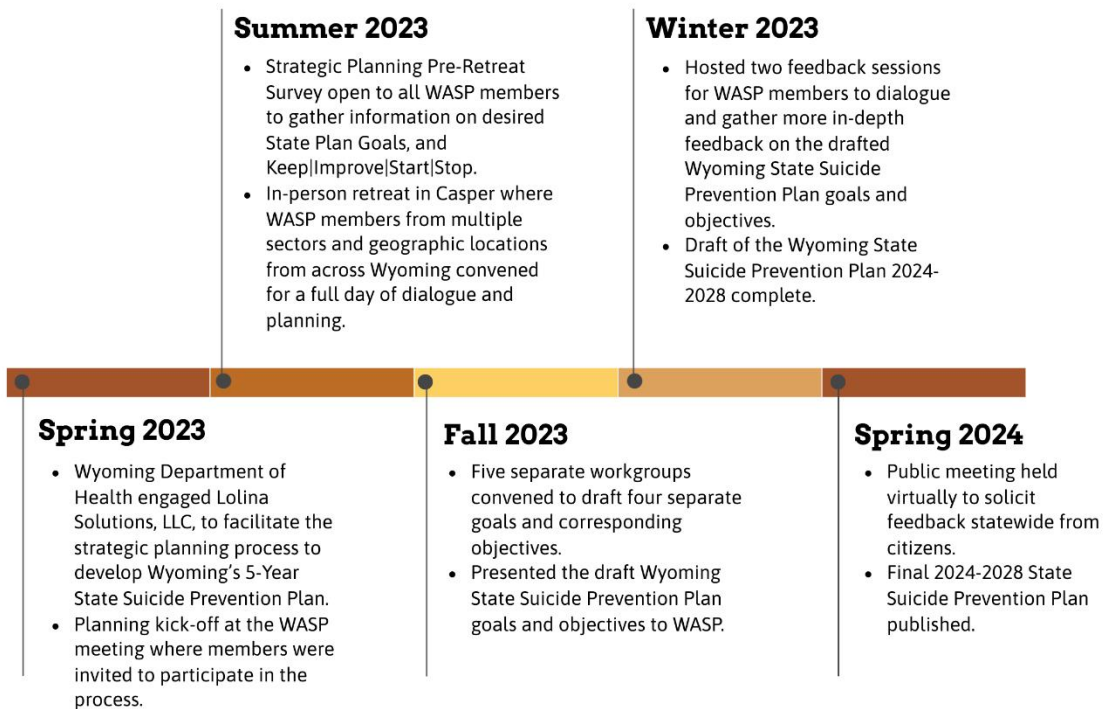 Summer 2023
• Strategic Planning Pre-Retreat
Survey open to all WASP members
to gather information on desired
State Plan Goals, and
Keep|Improve|Start|Stop.
• In-person retreat in Casper where
WASP members from multiple
sectors and geographic locations
from across Wyoming convened
for a full day of dialogue and
planning.
Winter 2023
• Hosted two feedback sessions
for WASP members to dialogue
and gather more in-depth
feedback on the drafted
Wyoming State Suicide
Prevention Plan goals and
objectives.
• Draft of the Wyoming State
Suicide Prevention Plan 2024-
2028 complete.
Spring 2023
• Wyoming Department of
Health engaged Lolina
Solutions, LLC, to facilitate the
strategic planning process to
develop Wyoming's 5-Year
State Suicide Prevention Plan.
• Planning kick-off at the WASP
meeting where members were
invited to participate in the
process.
Fall 2023
• Five separate workgroups
convened to draft four separate
goals and corresponding
objectives.
• Presented the draft Wyoming
State Suicide Prevention Plan
goals and objectives to WASP.
Spring 2024
• Public meeting held
virtually to solicit
feedback statewide from
citizens.
• Final 2024-2028 State
Suicide Prevention Plan
published.